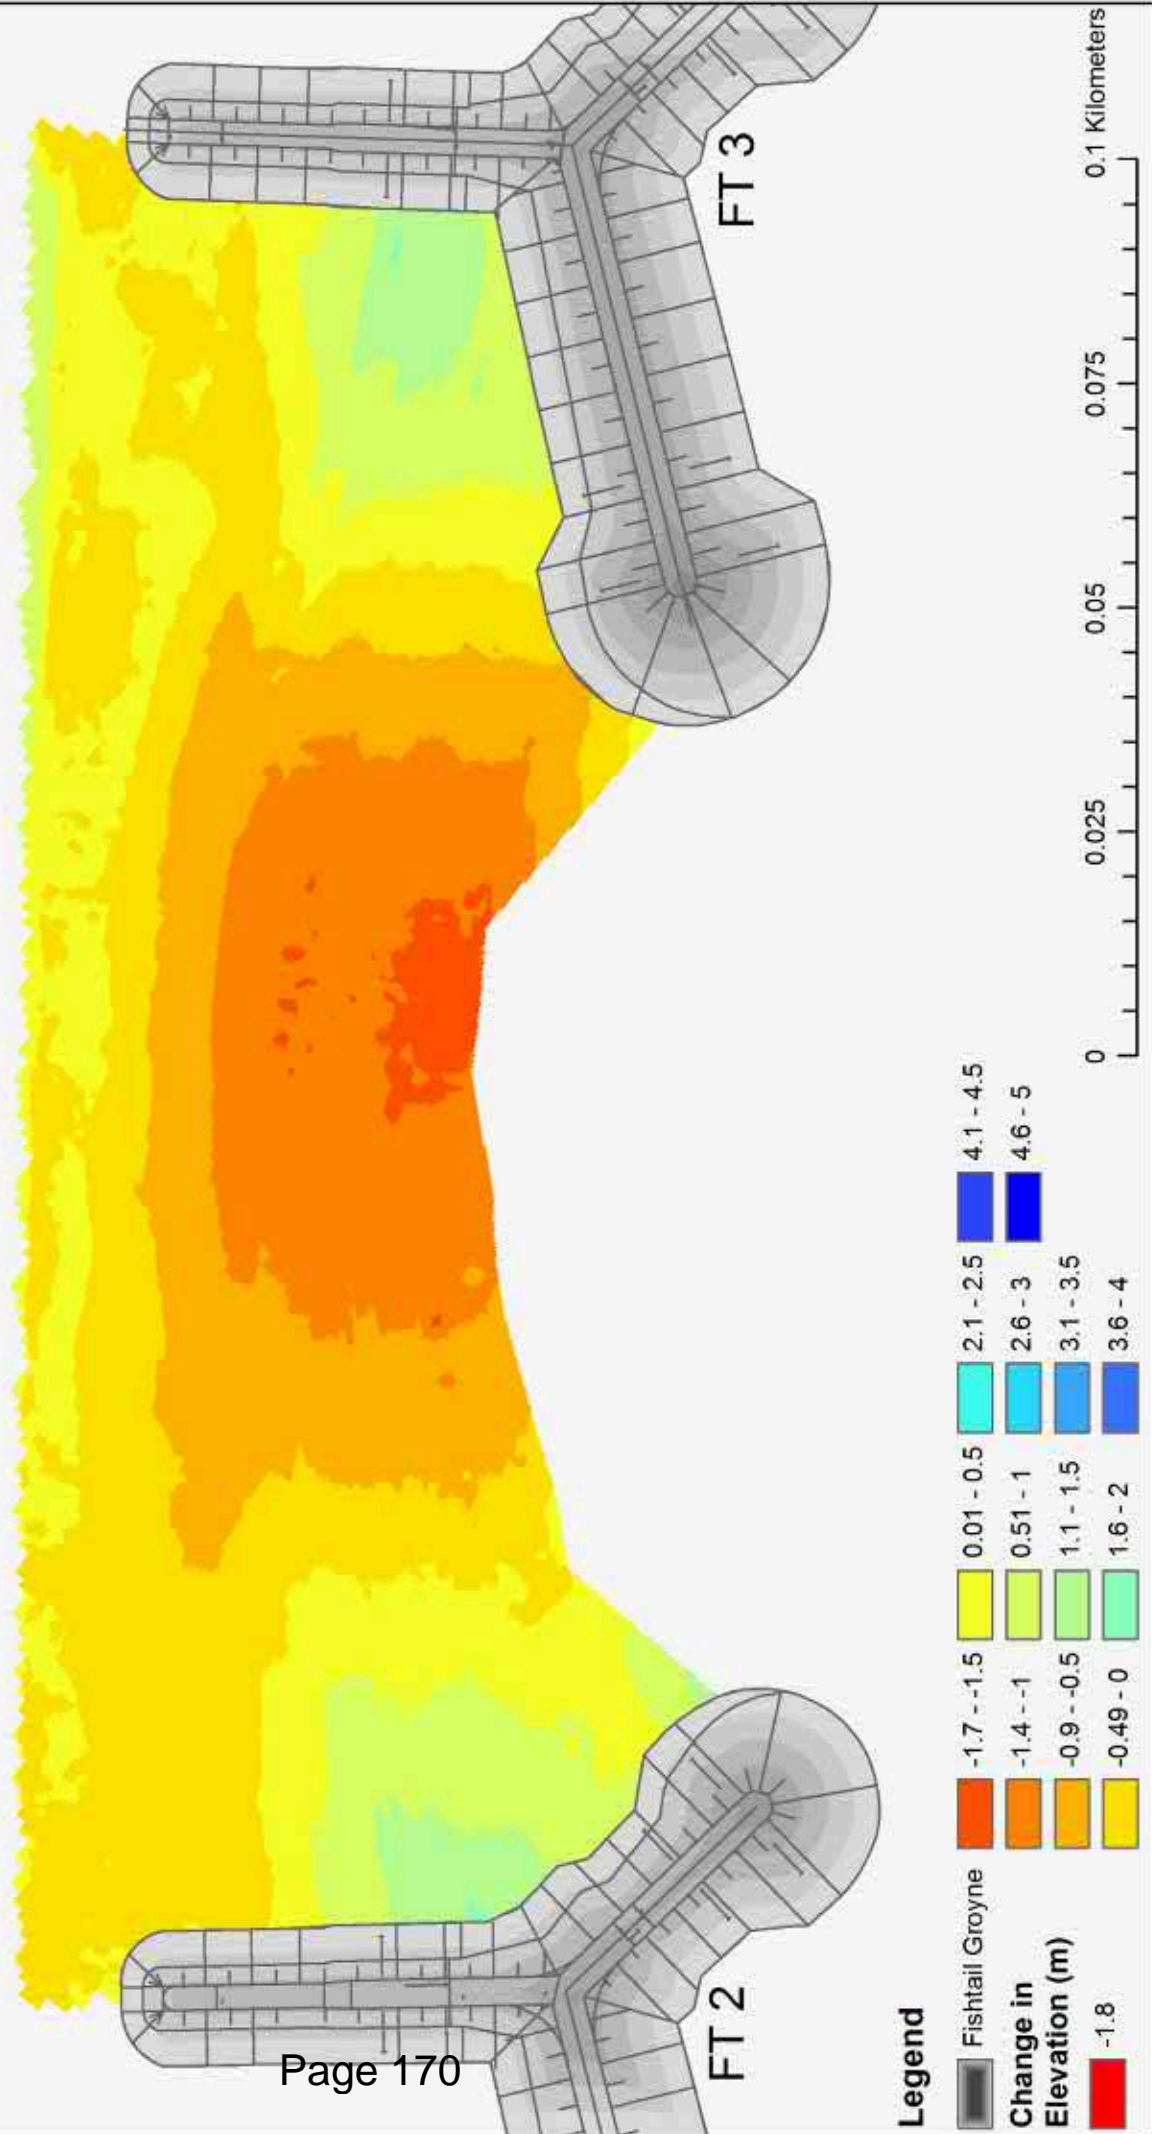 FT 2
FT 3
Page 170
Legend
Fishtail Groyne
Change in
Elevation (m)
-1.8
-1.7 - -1.5
-1.4 - -1
-0.9 - -0.5
-0.49 - 0
0.01 - 0.5
0.51 - 1
1.1 - 1.5
1.6 - 2
2.1 - 2.5
2.6 - 3
3.1 - 3.5
3.6 - 4
4.1 - 4.5
4.6 - 5
0 0.025 0.05 0.075 0.1 Kilometers